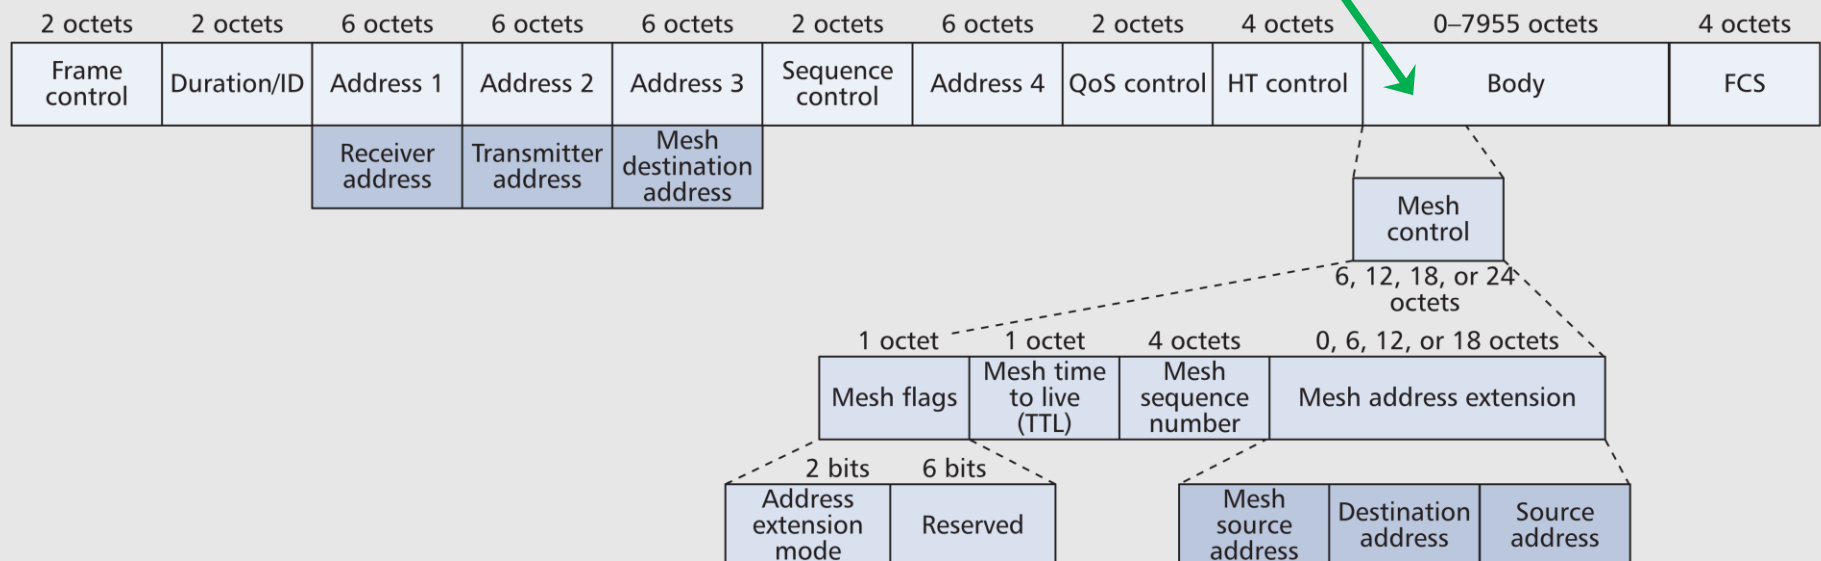 2 octets 2 octets 6 octets 6 octets 6 octets 2 octets 6 octets 2 octets 4 octets 0–7955 octets 4 octets
Frame
control
Duration/ID
Address 1
Address 2
Address 3
Sequence
control
Address 4
QoS control
HT control
Body
FCS
Receiver
address
Transmitter
address
Mesh
destination
address
Mesh
control
6, 12, 18, or 24
octets
1 octet 1 octet 4 octets 0, 6, 12, or 18 octets
Mesh flags
Mesh time
to live
(TTL)
Mesh
sequence
number
Mesh address extension
2 bits 6 bits
Address
extension
mode
Reserved
Mesh
source
address
Destination
address
Source
address